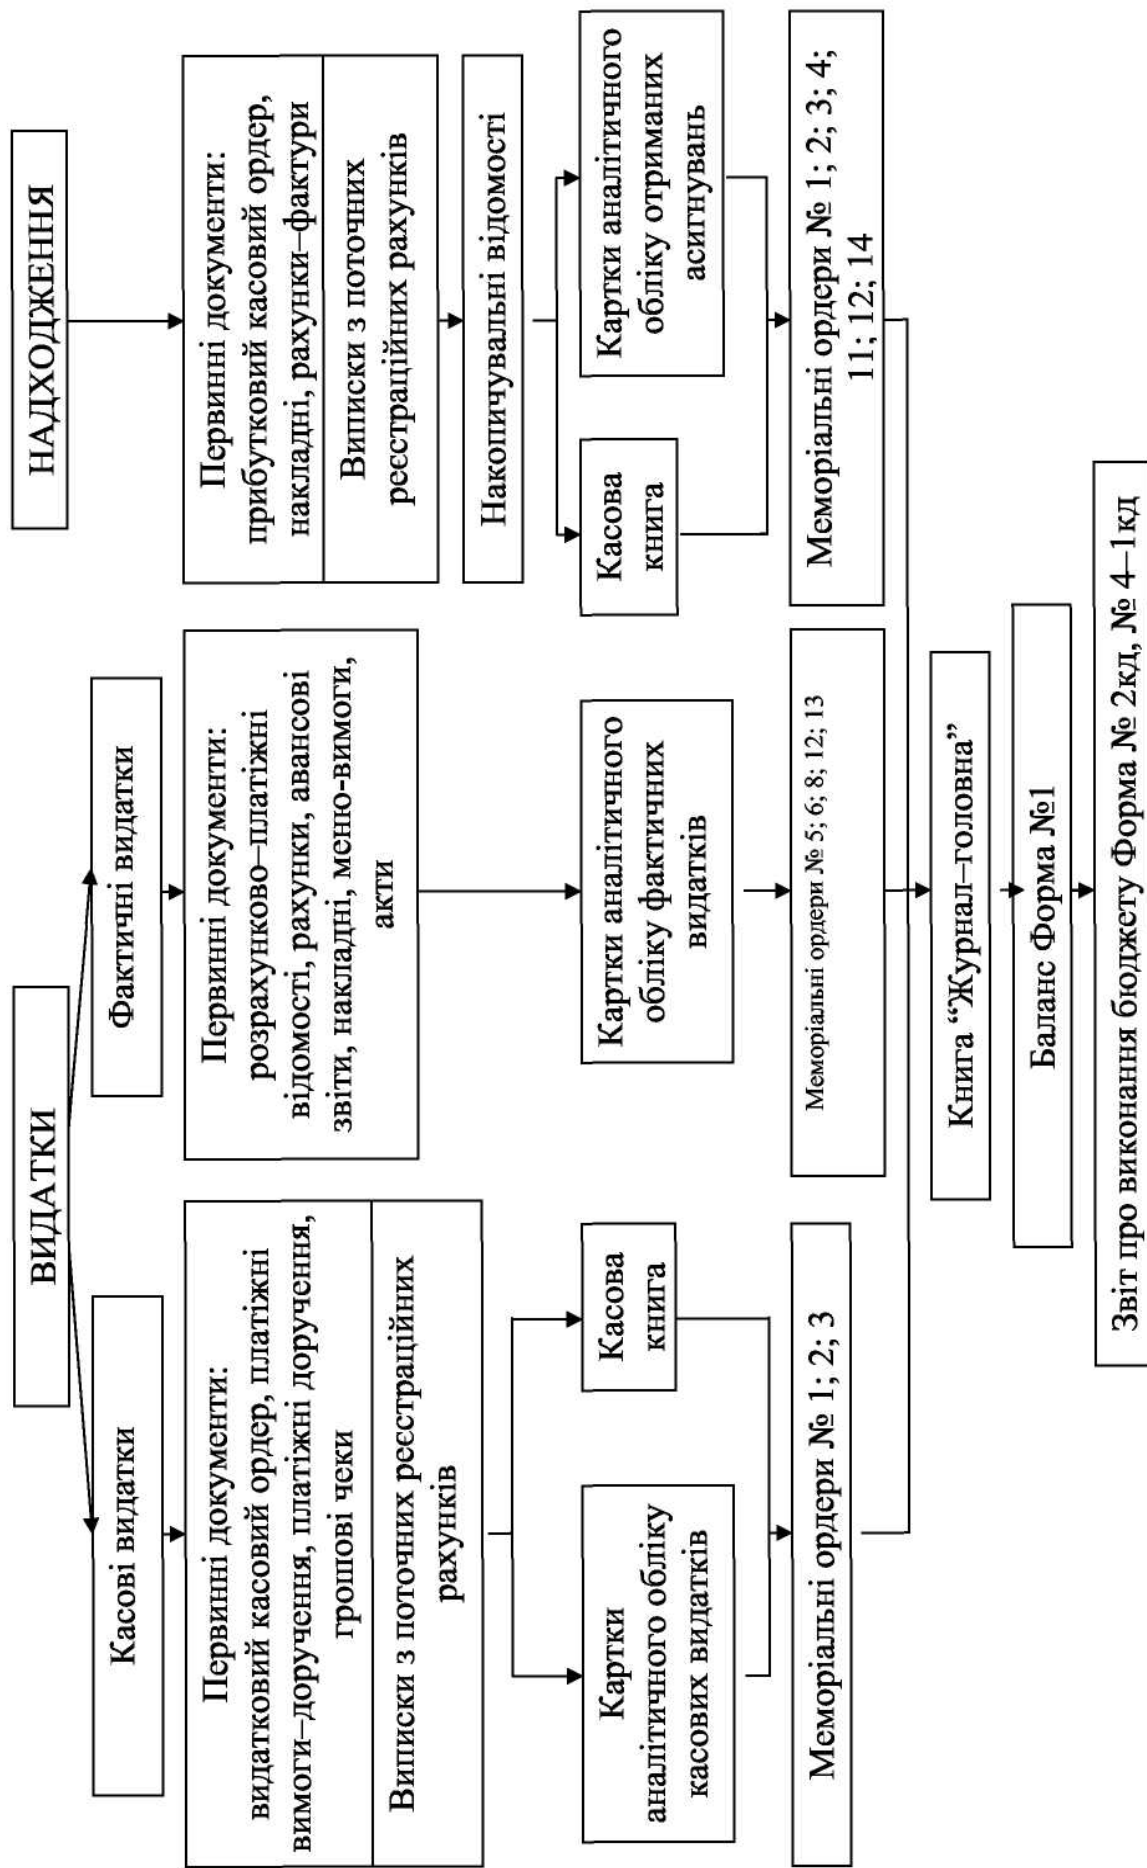 ВИДАТКИ
НАДХОДЖЕННЯ
Касові видатки
Фактичні видатки
Первинні документи:
видатковий касовий ордер, платіжні
вимоги–доручення, платіжні доручення,
грошові чеки
Виписки з поточних реєстраційних
рахунків
Первинні документи:
розрахунково–платіжні
відомості, рахунки, авансові
звіти, накладні, меню-вимоги,
акти
Первинні документи:
прибутковий касовий ордер,
накладні, рахунки–фактури
Виписки з поточних
реєстраційних рахунків
Накопичувальні відомості
Картки
аналітичного обліку
касових видатків
Касова
книга
Картки аналітичного
обліку фактичних
видатків
Касова
книга
Картки аналітичного
обліку отриманих
асигнувань
Меморіальні ордери № 1; 2; 3
Меморіальні ордери № 5; 6; 8; 12; 13
Меморіальні ордери № 1; 2; 3; 4;
11; 12; 14
Книга “Журнал–головна”
Баланс Форма №1
Звіт про виконання бюджсту Форма № 2кд, № 4–1кд